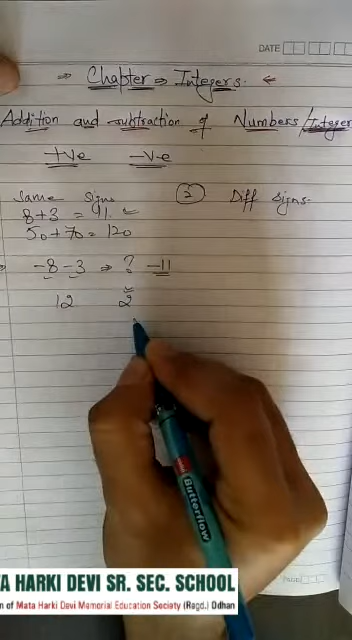 DATE
⇒ Chapter ⇒ Integers. ⇐
Addition and subtraction of Numbers/Integer
+ve -ve
Same Signs
② Diff Signs.
8+3 = 11
50+70 = 120
-8-3 ⇒ ? -11
12 2
Butterflow
A HARKI DEVI SR. SEC. SCHOOL
n of Mata Harki Devi Memorial Education Society (Regd.) Odhan
PAGE